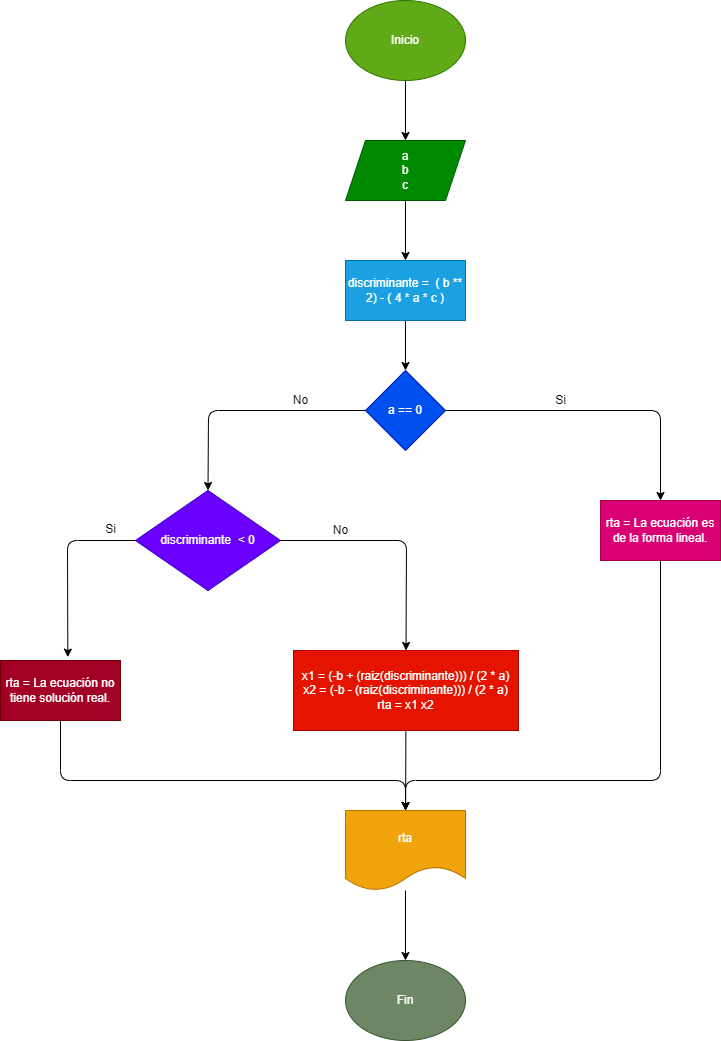 Inicio
a
b
c
discriminante = ( b **
2) - ( 4 * a * c )
a == 0
No
Si
discriminante < 0
Si
No
rta = La ecuación es
de la forma lineal.
rta = La ecuación no
tiene solución real.
x1 = (-b + (raiz(discriminante))) / (2 * a)
x2 = (-b - (raiz(discriminante))) / (2 * a)
rta = x1 x2
rta
Fin